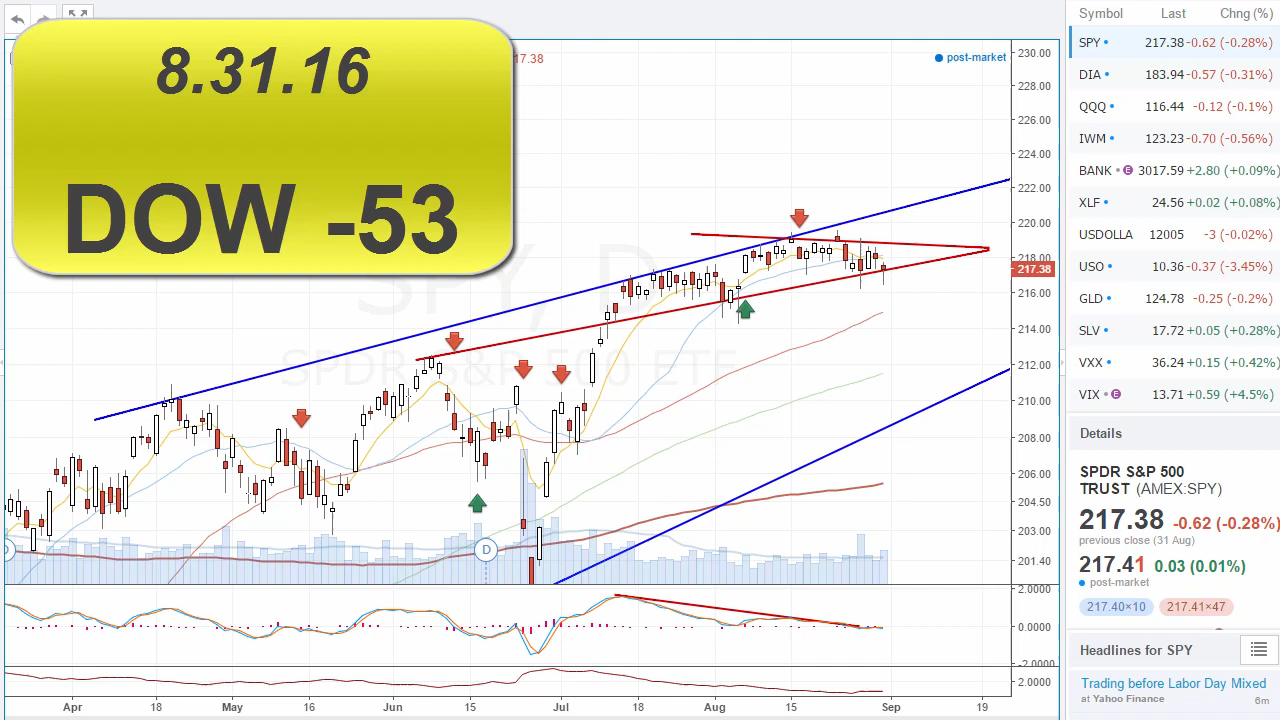 8.31.16
DOW -53
17.38
post-market
SPY, D
SPDR S&P 500 ETF
230.00
228.00
226.00
224.00
222.00
220.00
218.00
217.38
216.00
214.00
212.00
210.00
208.00
206.00
204.50
203.00
201.40
D
D
2.0000
0.0000
-2.0000
2.0000
Apr 18 May 16 Jun 15 Jul 18 Aug 15 Sep 19
Symbol Last Chng (%)
SPY 217.38 -0.62 (-0.28%)
DIA 183.94 -0.57 (-0.31%)
QQQ 116.44 -0.12 (-0.1%)
IWM 123.23 -0.70 (-0.56%)
BANK E 3017.59 +2.80 (+0.09%)
XLF 24.56 +0.02 (+0.08%)
USDOLLA 12005 -3 (-0.02%)
USO 10.36 -0.37 (-3.45%)
GLD 124.78 -0.25 (-0.2%)
SLV 17.72 +0.05 (+0.28%)
VXX 36.24 +0.15 (+0.42%)
VIX E 13.71 +0.59 (+4.5%)
Details
SPDR S&P 500
TRUST (AMEX:SPY)
217.38 -0.62 (-0.28%)
previous close (31 Aug)
217.41 0.03 (0.01%)
post-market
217.40×10 217.41×47
Headlines for SPY
Trading before Labor Day Mixed
at Yahoo Finance 6m